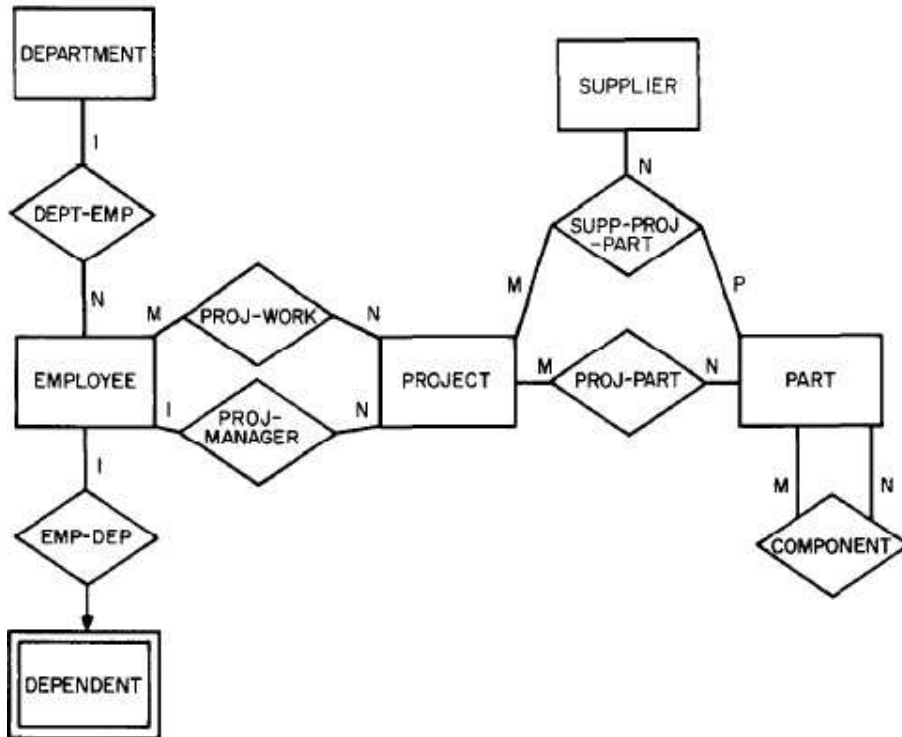 DEPARTMENT
SUPPLIER
1
N
DEPT-EMP
SUPP-PROJ
-PART
M
P
N
M
PROJ-WORK
N
EMPLOYEE
PROJECT
M
PROJ-PART
N
PART
1
PROJ-
MANAGER
N
1
M
N
EMP-DEP
COMPONENT
DEPENDENT